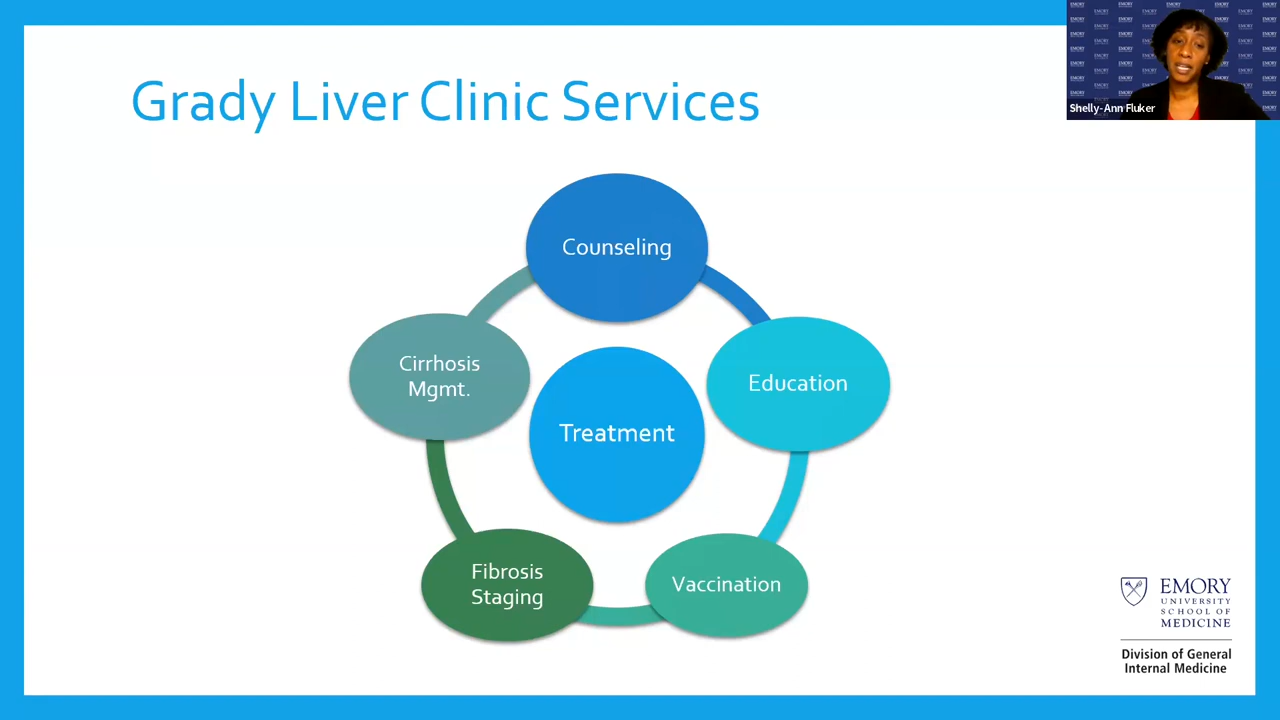 Grady Liver Clinic Services
Shelly-Ann Fluker
Counseling
Cirrhosis
Mgmt.
Education
Treatment
Fibrosis
Staging
Vaccination
EMORY
UNIVERSITY
SCHOOL OF
MEDICINE
Division of General
Internal Medicine